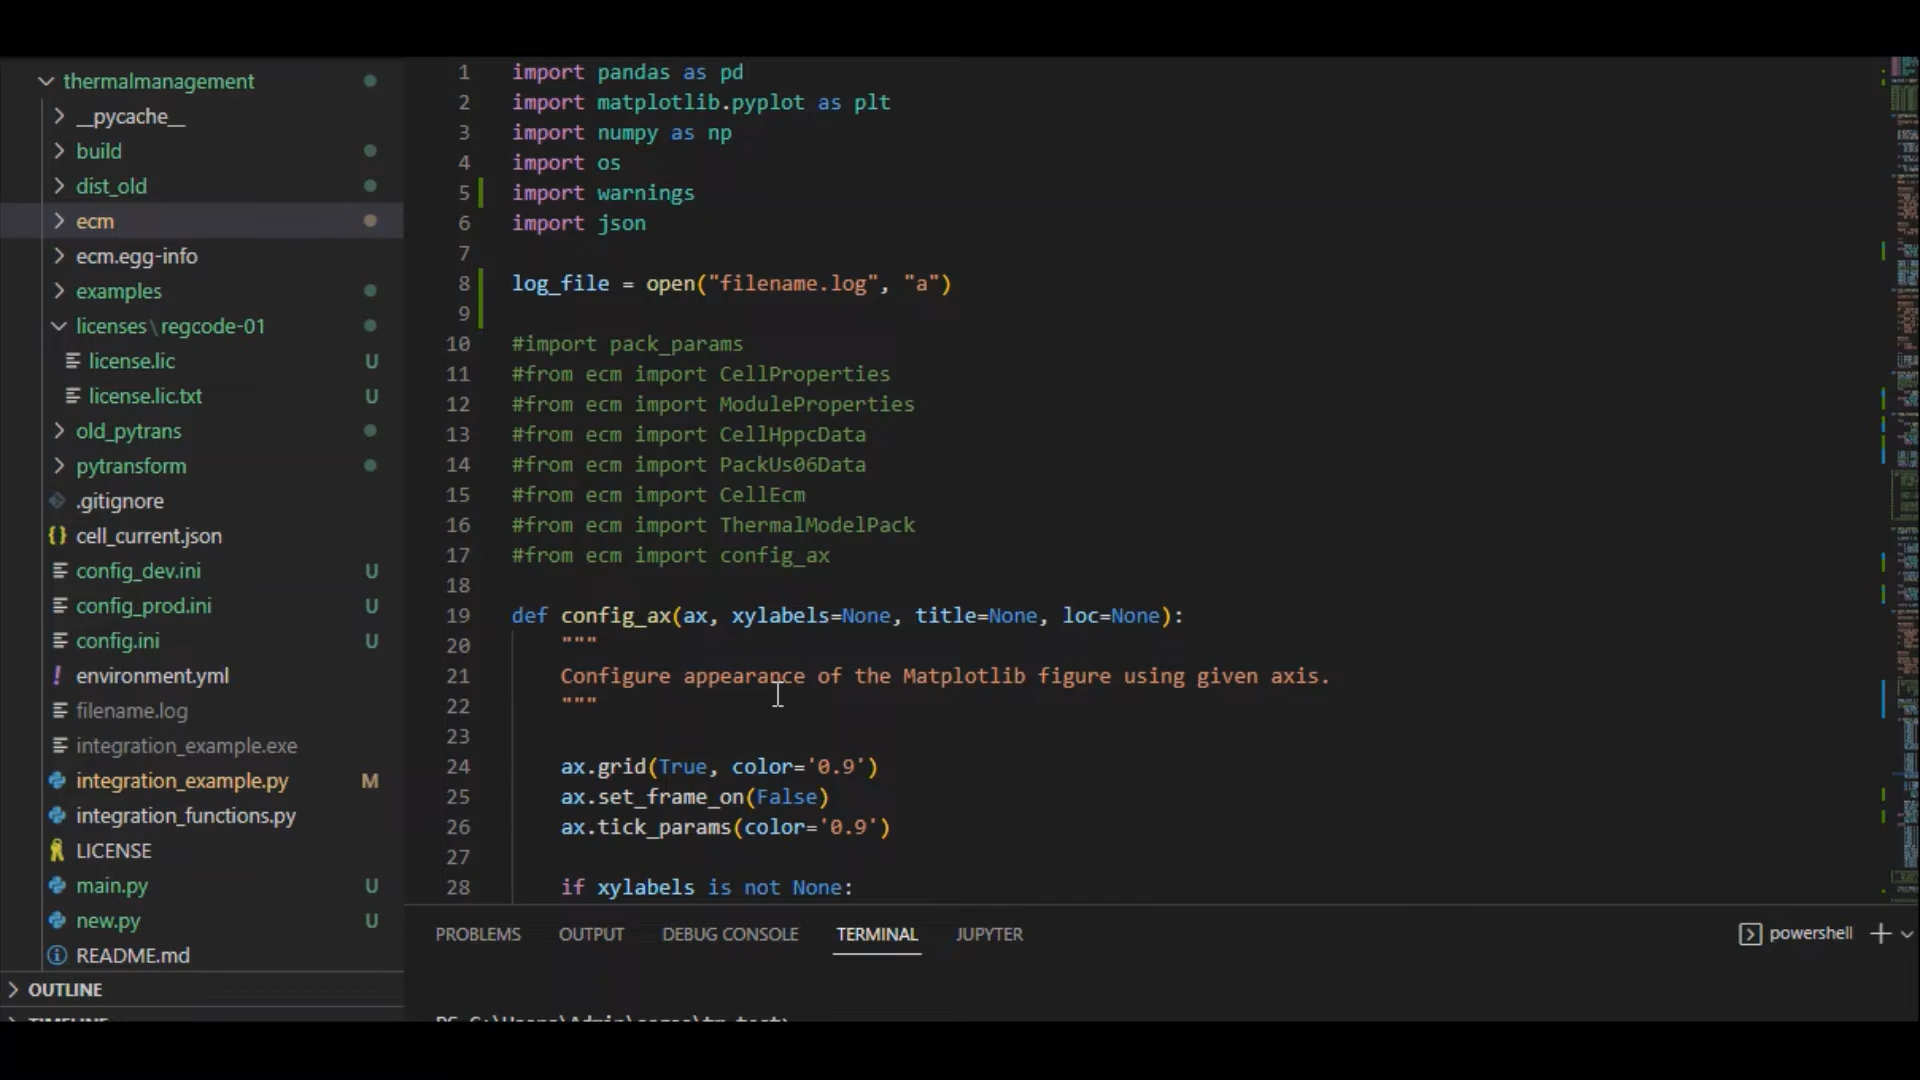 thermalmanagement
__pycache__
build
dist_old
ecm
ecm.egg-info
examples
licenses\regcode-01
license.lic U
license.lic.txt U
old_pytrans
pytransform
.gitignore
cell_current.json
config_dev.ini U
config_prod.ini U
config.ini U
environment.yml
filename.log
integration_example.exe
integration_example.py M
integration_functions.py
LICENSE
main.py U
new.py U
README.md
OUTLINE
TIMELINE
1 import pandas as pd
2 import matplotlib.pyplot as plt
3 import numpy as np
4 import os
5 import warnings
6 import json
7
8 log_file = open("filename.log", "a")
9
10 #import pack_params
11 #from ecm import CellProperties
12 #from ecm import ModuleProperties
13 #from ecm import CellHppcData
14 #from ecm import PackUs06Data
15 #from ecm import CellEcm
16 #from ecm import ThermalModelPack
17 #from ecm import config_ax
18
19 def config_ax(ax, xylabels=None, title=None, loc=None):
20 """
21 Configure appearance of the Matplotlib figure using given axis.
22 """
23
24 ax.grid(True, color='0.9')
25 ax.set_frame_on(False)
26 ax.tick_params(color='0.9')
27
28 if xylabels is not None:
PROBLEMS OUTPUT DEBUG CONSOLE TERMINAL JUPYTER
powershell